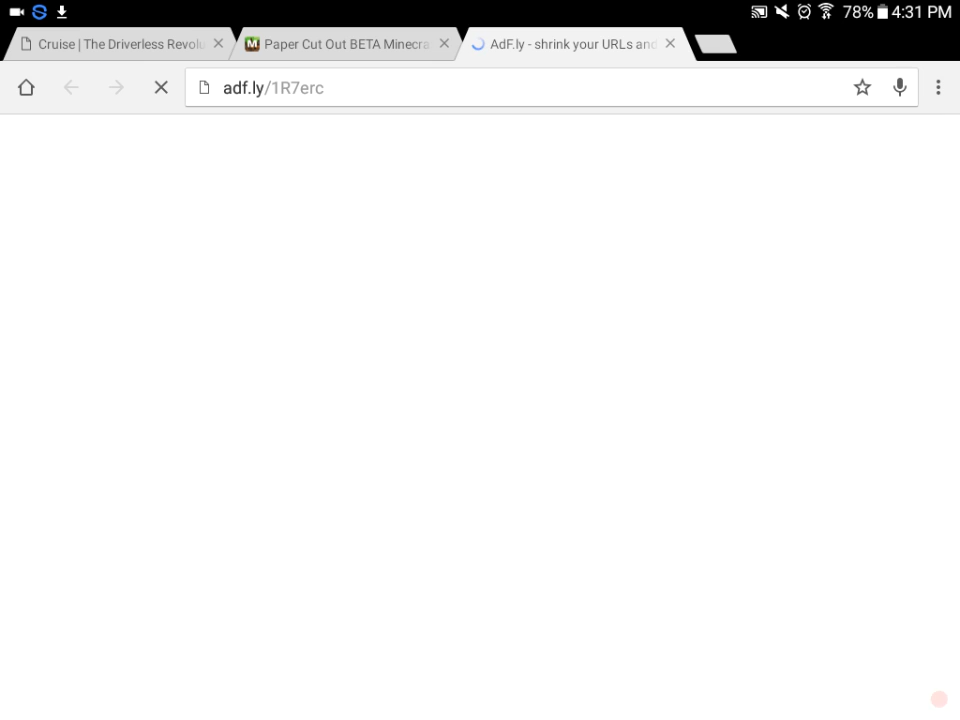 78% 4:31 PM
Cruise | The Driverless Revolu
Paper Cut Out BETA Minecra
AdF.ly - shrink your URLs and
adf.ly/1R7erc